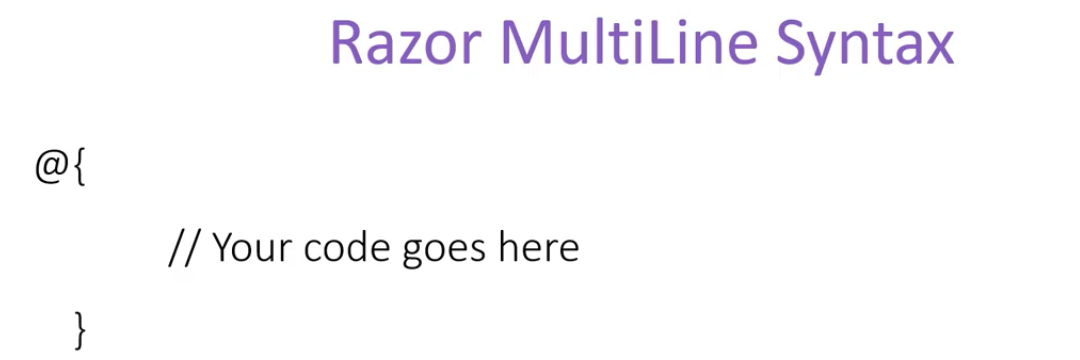 Razor MultiLine Syntax
@{
// Your code goes here
}